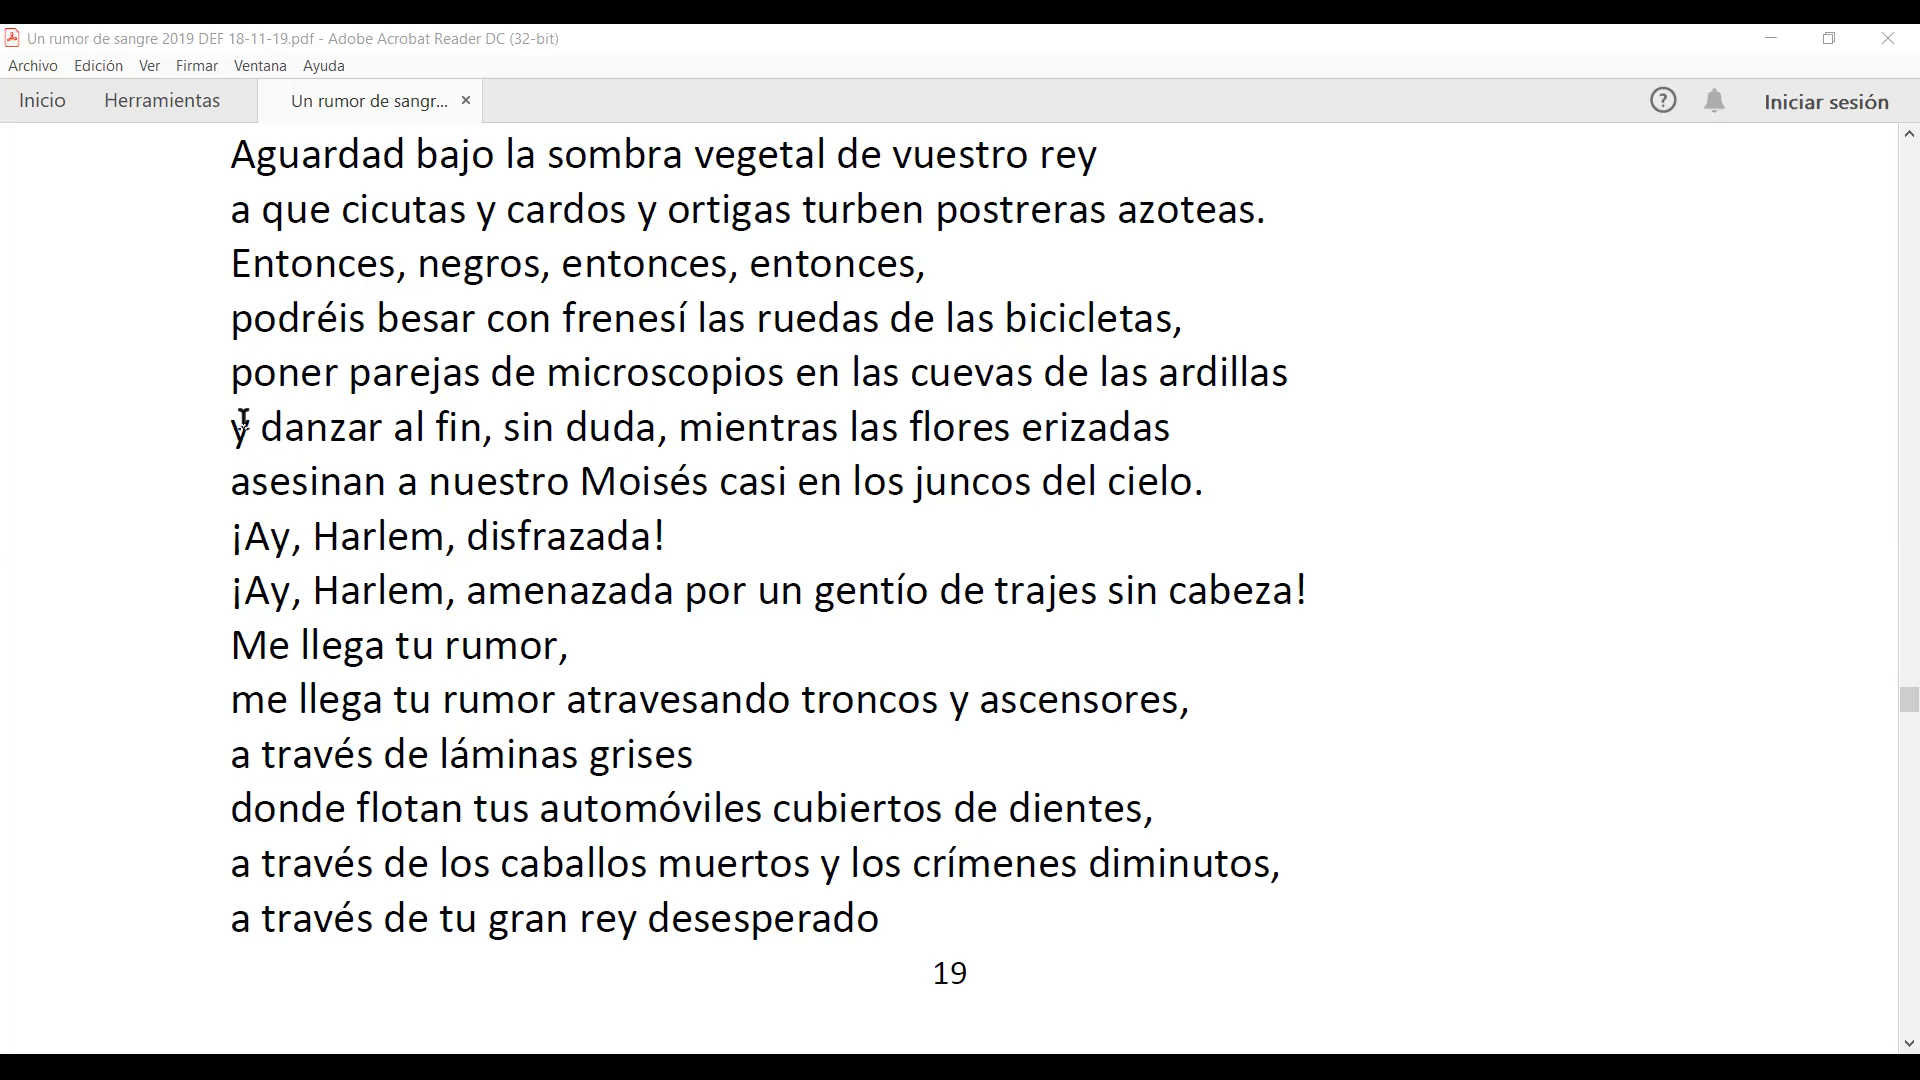 Un rumor de sangre 2019 DEF 18-11-19.pdf - Adobe Acrobat Reader DC (32-bit)
Archivo Edición Ver Firmar Ventana Ayuda
Inicio Herramientas Un rumor de sangr... × ? Iniciar sesión
Aguardad bajo la sombra vegetal de vuestro rey
a que cicutas y cardos y ortigas turben postreras azoteas.
Entonces, negros, entonces, entonces,
podréis besar con frenesí las ruedas de las bicicletas,
poner parejas de microscopios en las cuevas de las ardillas
y danzar al fin, sin duda, mientras las flores erizadas
asesinan a nuestro Moisés casi en los juncos del cielo.
¡Ay, Harlem, disfrazada!
¡Ay, Harlem, amenazada por un gentío de trajes sin cabeza!
Me llega tu rumor,
me llega tu rumor atravesando troncos y ascensores,
a través de láminas grises
donde flotan tus automóviles cubiertos de dientes,
a través de los caballos muertos y los crímenes diminutos,
a través de tu gran rey desesperado
19